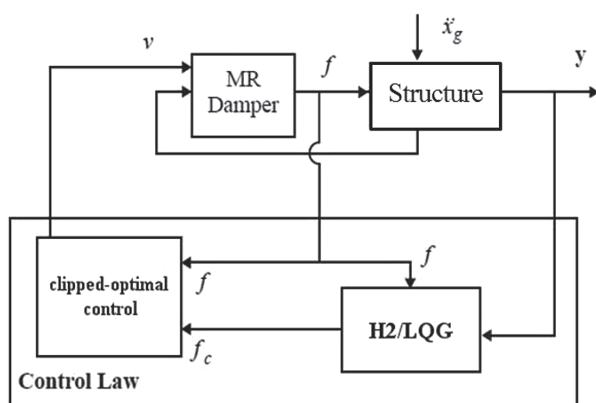 v
f
ẍg
y
MR
Damper
Structure
clipped-optimal
control
f
f
fc
H2/LQG
Control Law